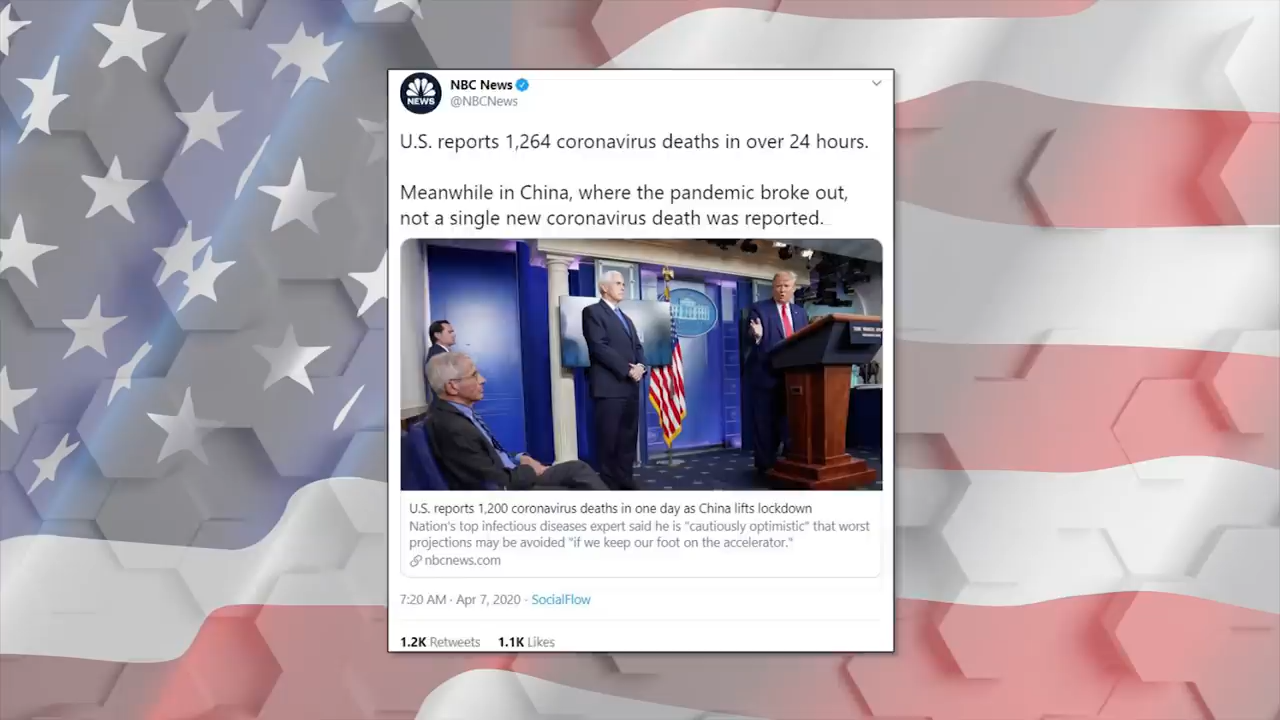 NBC News
@NBCNews
NEWS
U.S. reports 1,264 coronavirus deaths in over 24 hours.
Meanwhile in China, where the pandemic broke out,
not a single new coronavirus death was reported.
U.S. reports 1,200 coronavirus deaths in one day as China lifts lockdown
Nation's top infectious diseases expert said he is "cautiously optimistic" that worst
projections may be avoided "if we keep our foot on the accelerator."
nbcnews.com
7:20 AM · Apr 7, 2020 · SocialFlow
1.2K Retweets 1.1K Likes